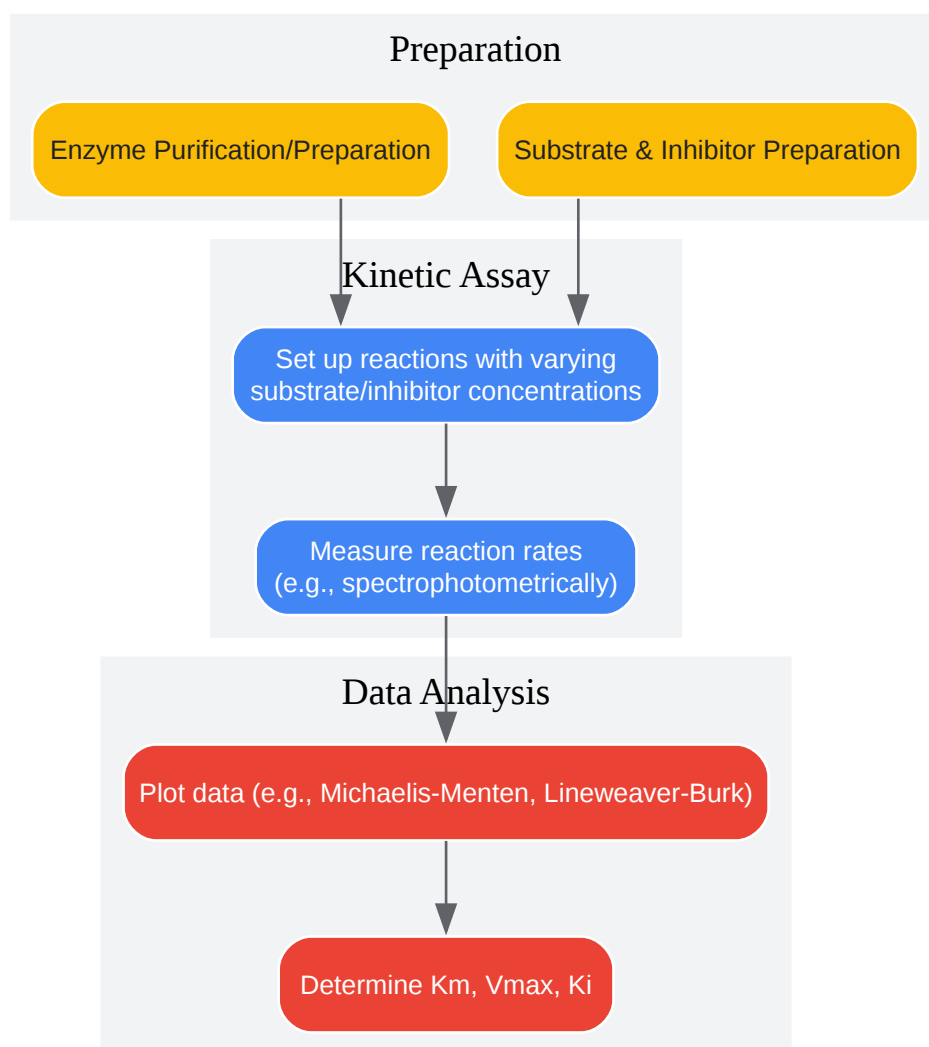 Preparation
Enzyme Purification/Preparation
Substrate & Inhibitor Preparation
Kinetic Assay
Set up reactions with varying
substrate/inhibitor concentrations
Measure reaction rates
(e.g., spectrophotometrically)
Data Analysis
Plot data (e.g., Michaelis-Menten, Lineweaver-Burk)
Determine Km, Vmax, Ki